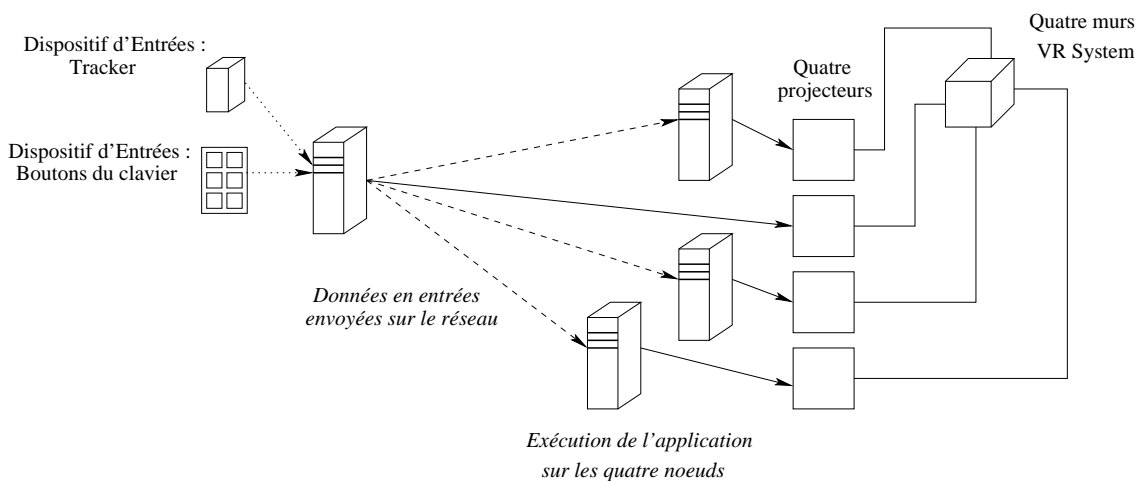 Dispositif d'Entrées :
Tracker
Dispositif d'Entrées :
Boutons du clavier
Données en entrées
envoyées sur le réseau
Exécution de l'application
sur les quatre noeuds
Quatre
projecteurs
Quatre murs
VR System